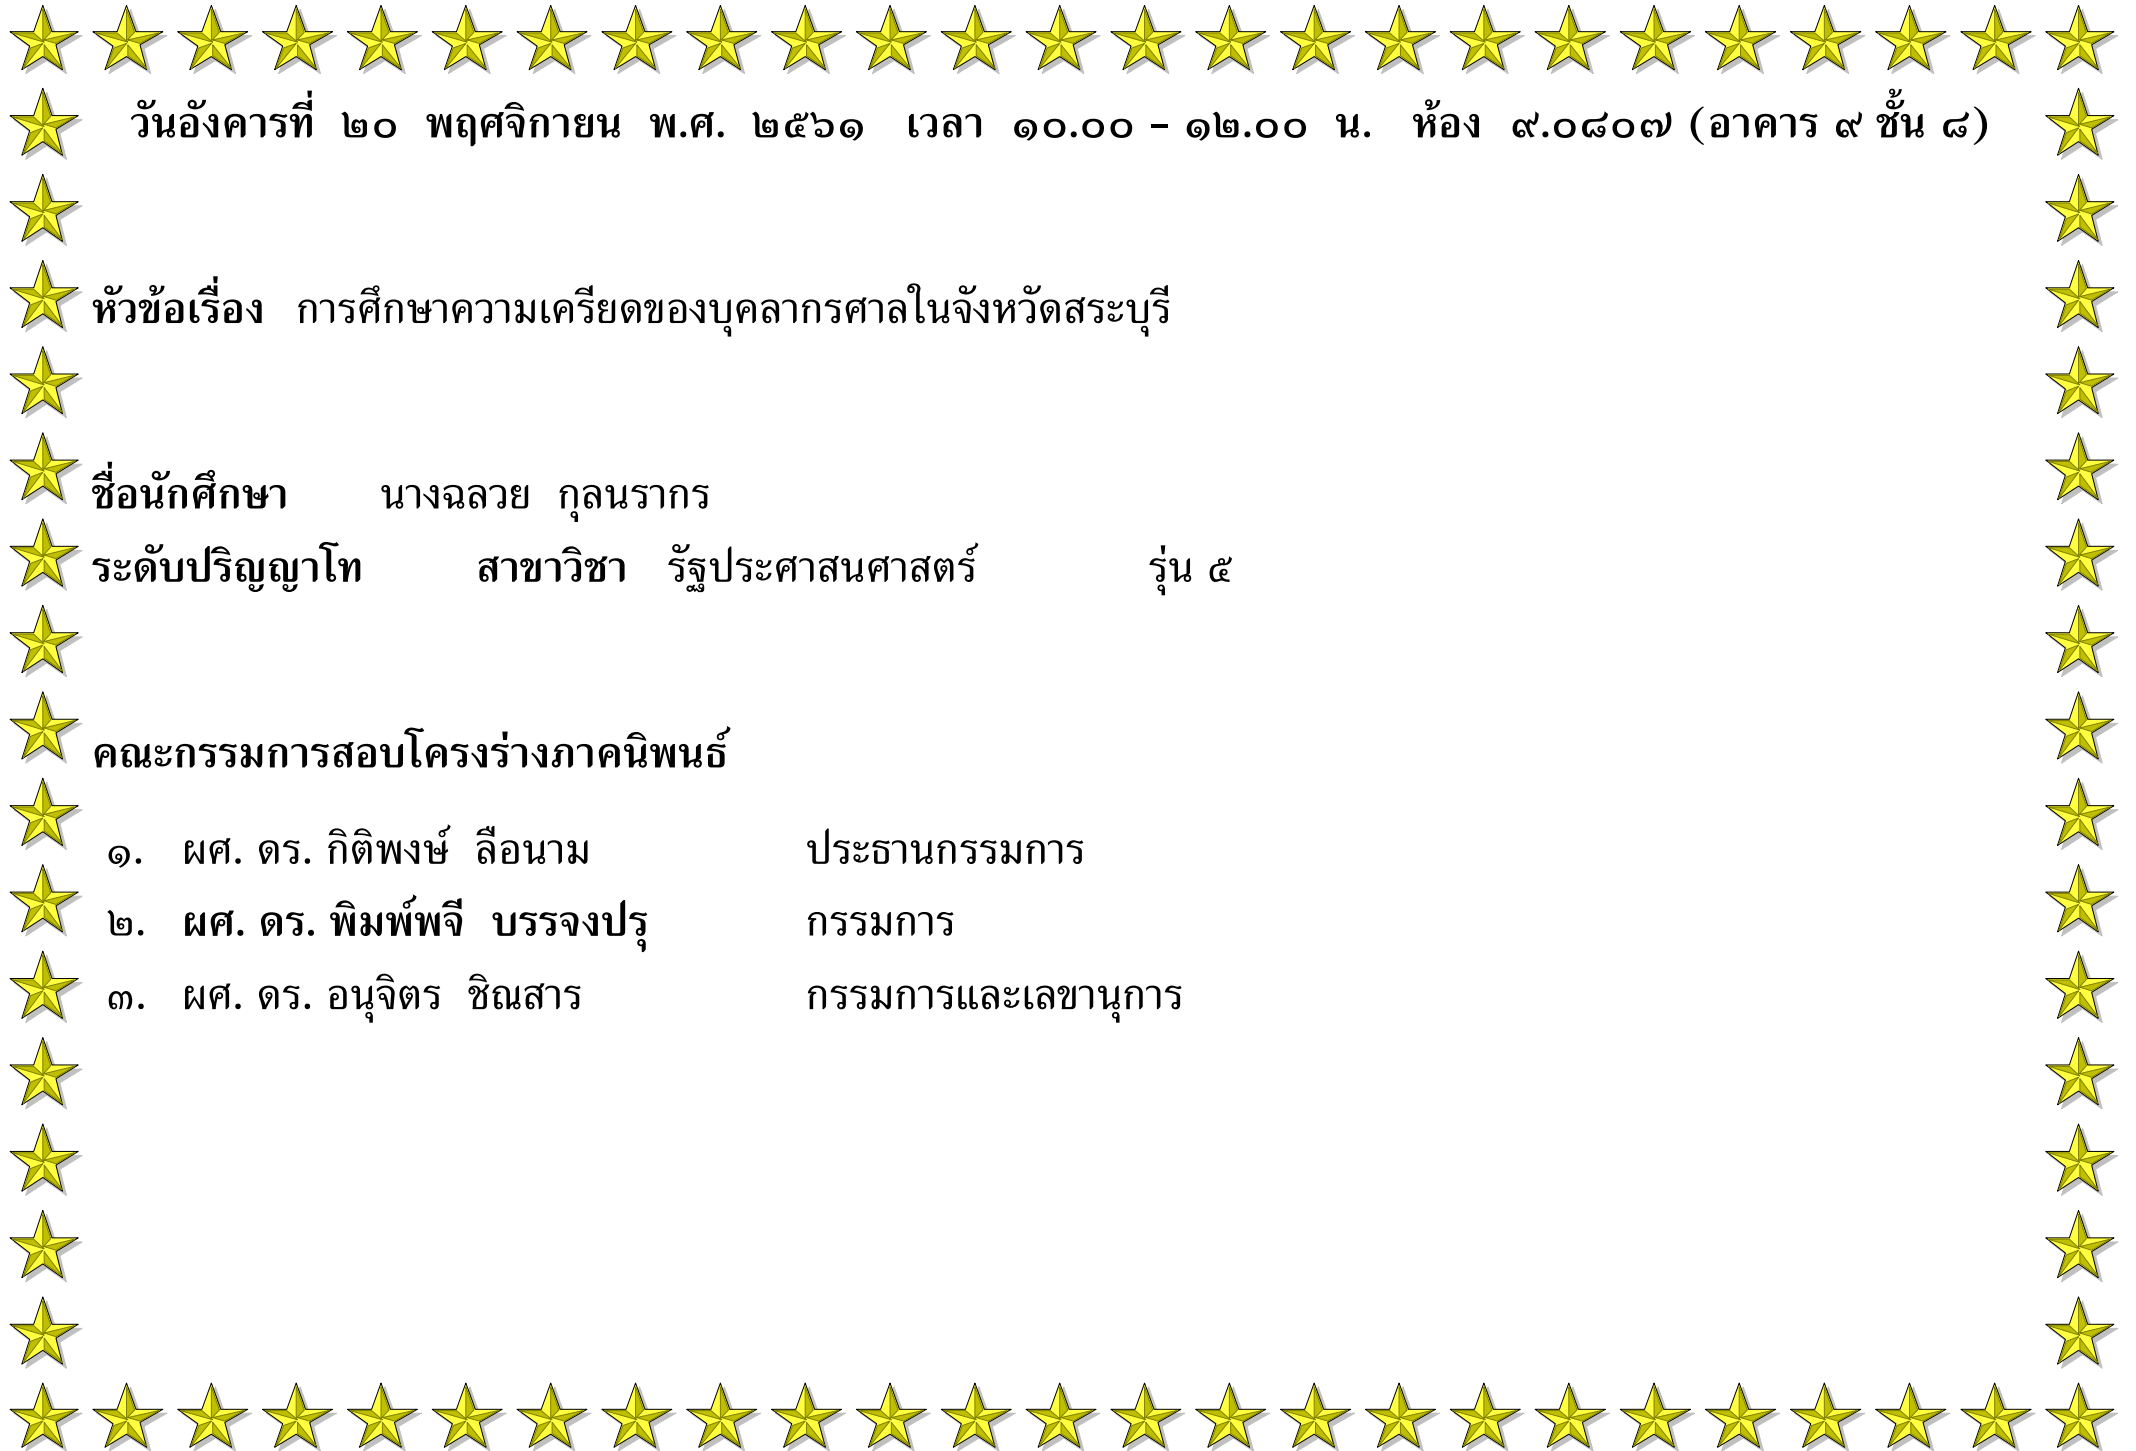 วันอังคารที่ ๒๐ พฤศจิกายน พ.ศ. ๒๕๖๑ เวลา ๑๐.๐๐ – ๑๒.๐๐ น. ห้อง ๙.๐๘๐๗ (อาคาร ๙ ชั้น ๘)
หัวข้อเรื่อง การศึกษาความเครียดของบุคลากรศาลในจังหวัดสระบุรี
ชื่อนักศึกษา นางฉลวย กุลนรากร
ระดับปริญญาโท สาขาวิชา รัฐประศาสนศาสตร์ รุ่น ๕
คณะกรรมการสอบโครงร่างภาคนิพนธ์
๑. ผศ. ดร. กิติพงษ์ ลือนาม ประธานกรรมการ
๒. ผศ. ดร. พิมพ์พจี บรรจงปรุ กรรมการ
๓. ผศ. ดร. อนุจิตร ชิณสาร กรรมการและเลขานุการ